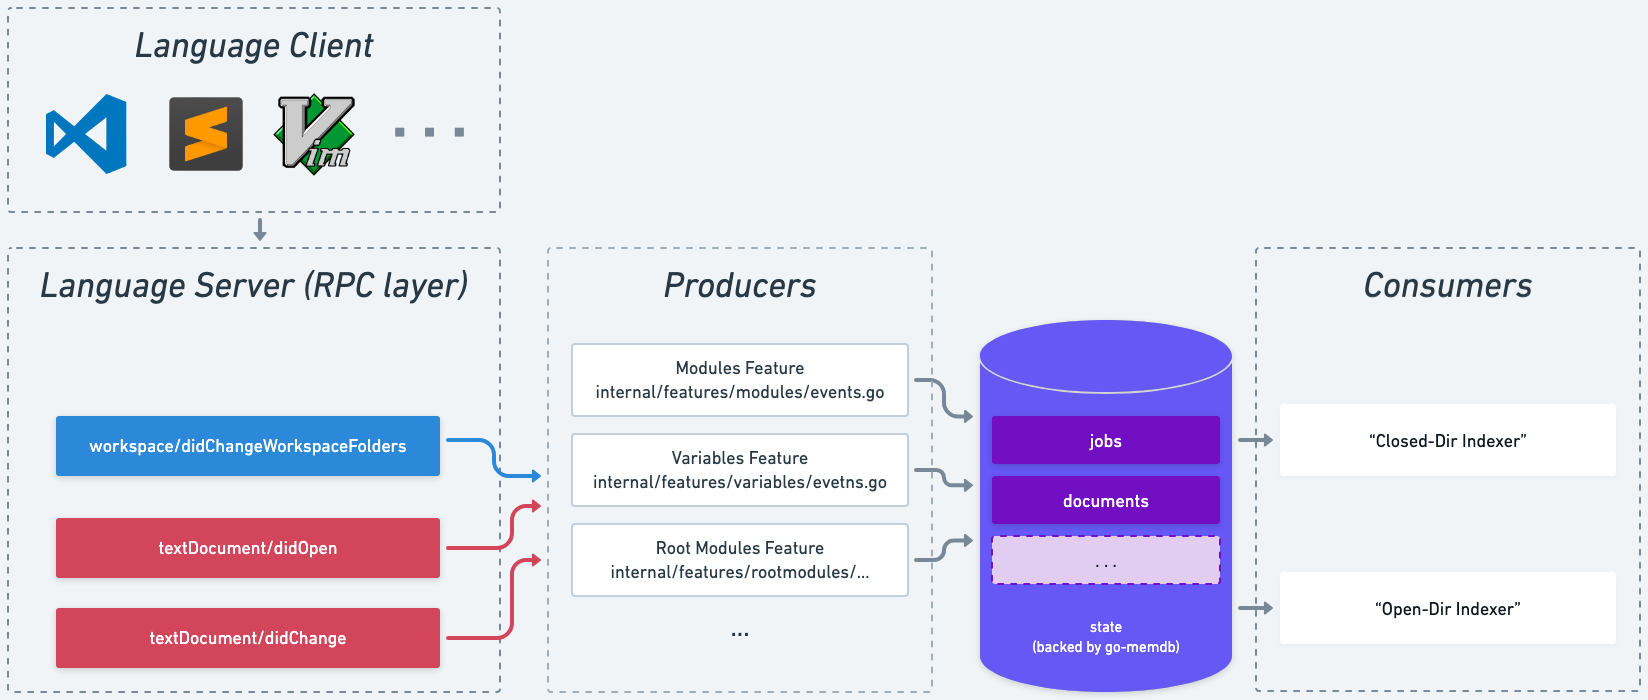 Language Client
Vim
Language Server (RPC layer)
workspace/didChangeWorkspaceFolders
textDocument/didOpen
textDocument/didChange
Producers
Modules Feature
internal/features/modules/events.go
Variables Feature
internal/features/variables/evetns.go
Root Modules Feature
internal/features/rootmodules/...
...
jobs
documents
...
state
(backed by go-memdb)
Consumers
“Closed-Dir Indexer”
“Open-Dir Indexer”